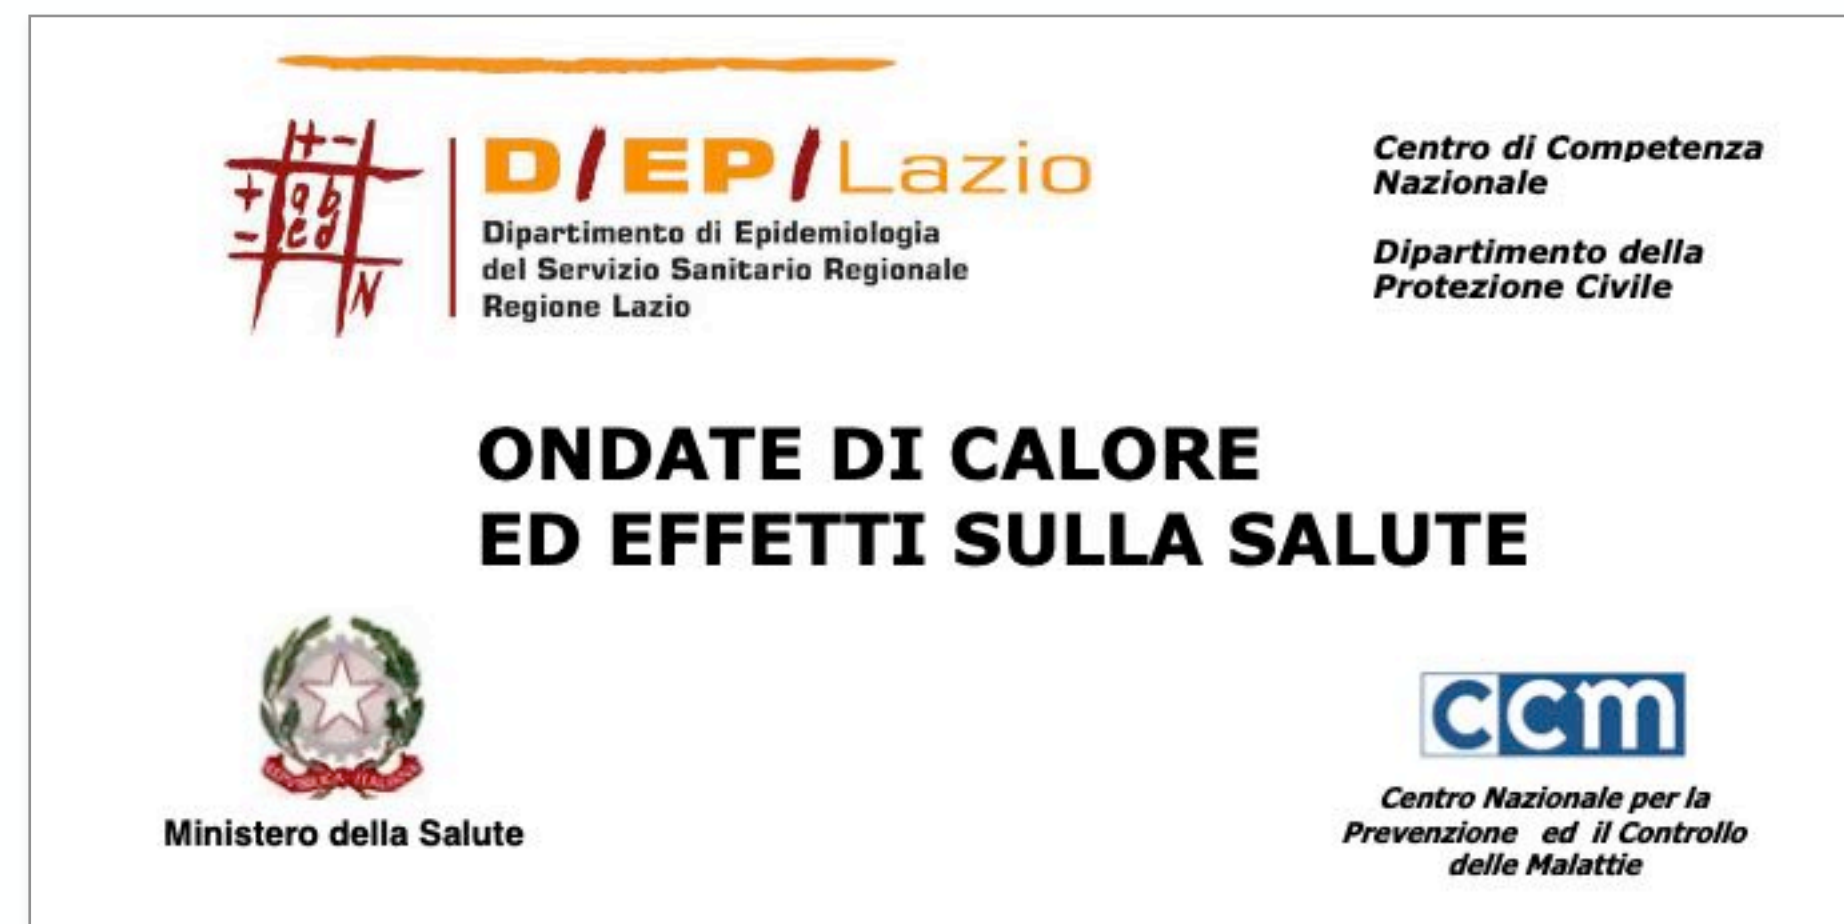 + -
+ a b
- c d
N
D/EP/Lazio
Dipartimento di Epidemiologia
del Servizio Sanitario Regionale
Regione Lazio
Centro di Competenza
Nazionale
Dipartimento della
Protezione Civile
ONDATE DI CALORE
ED EFFETTI SULLA SALUTE
REPVBBLICA ITALIANA
Ministero della Salute
ccm
Centro Nazionale per la
Prevenzione ed il Controllo
delle Malattie